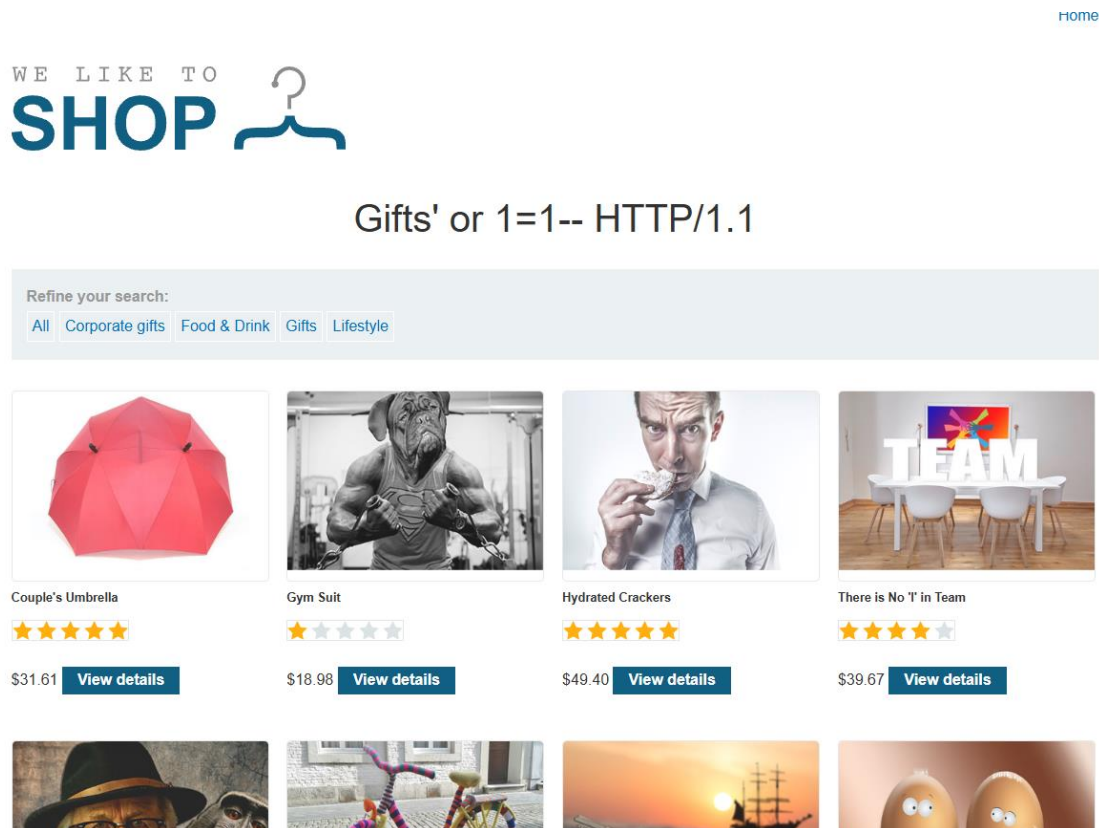 Home
WE LIKE TO
SHOP
Gifts' or 1=1-- HTTP/1.1
Refine your search:
All Corporate gifts Food & Drink Gifts Lifestyle
TEAM
Couple's Umbrella Gym Suit Hydrated Crackers There is No 'I' in Team
$31.61 View details $18.98 View details $49.40 View details $39.67 View details